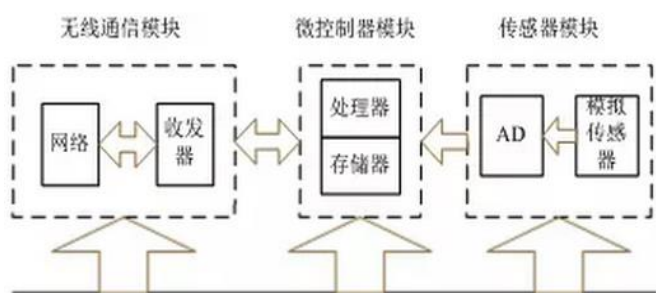 无线通信模块
微控制器模块
传感器模块
网络
收发
器
处理器
存储器
AD
模拟
传感
器